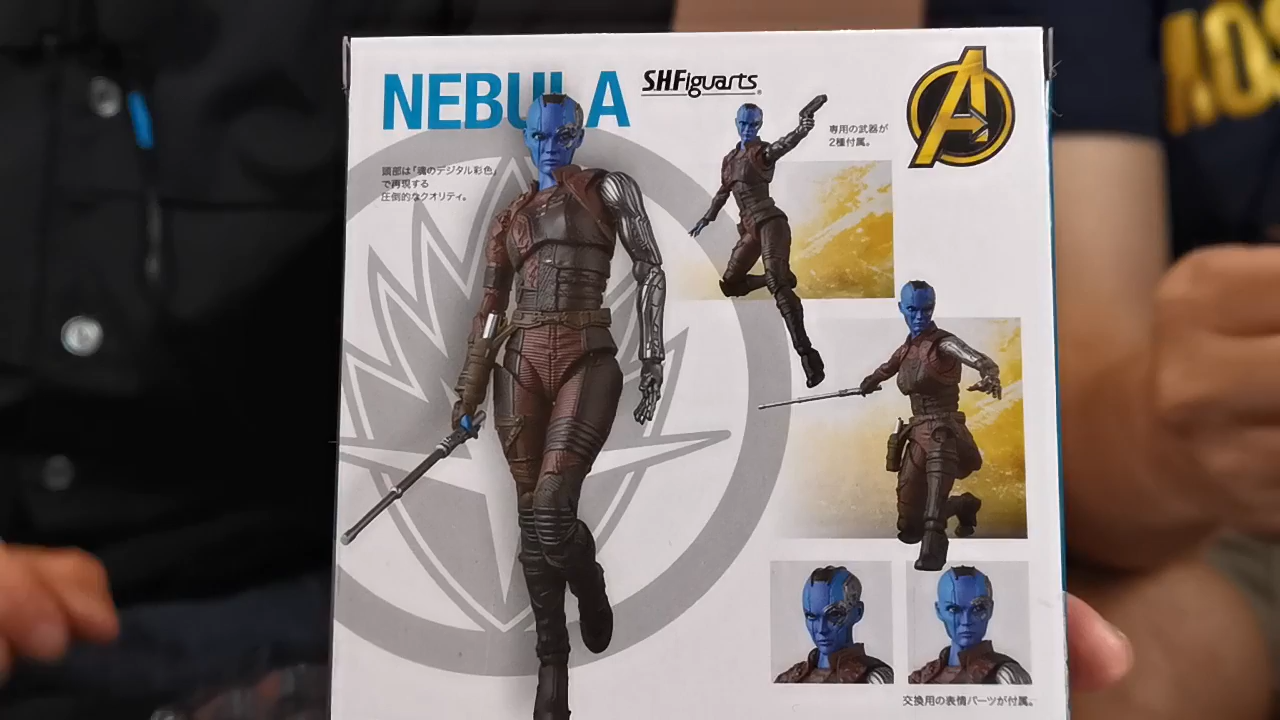 NEBULA
S.H.Figuarts
専用の武器が
2種付属。
頭部は「魂のデジタル彩色」
で再現する
圧倒的なクオリティ。
交換用の表情パーツが付属。